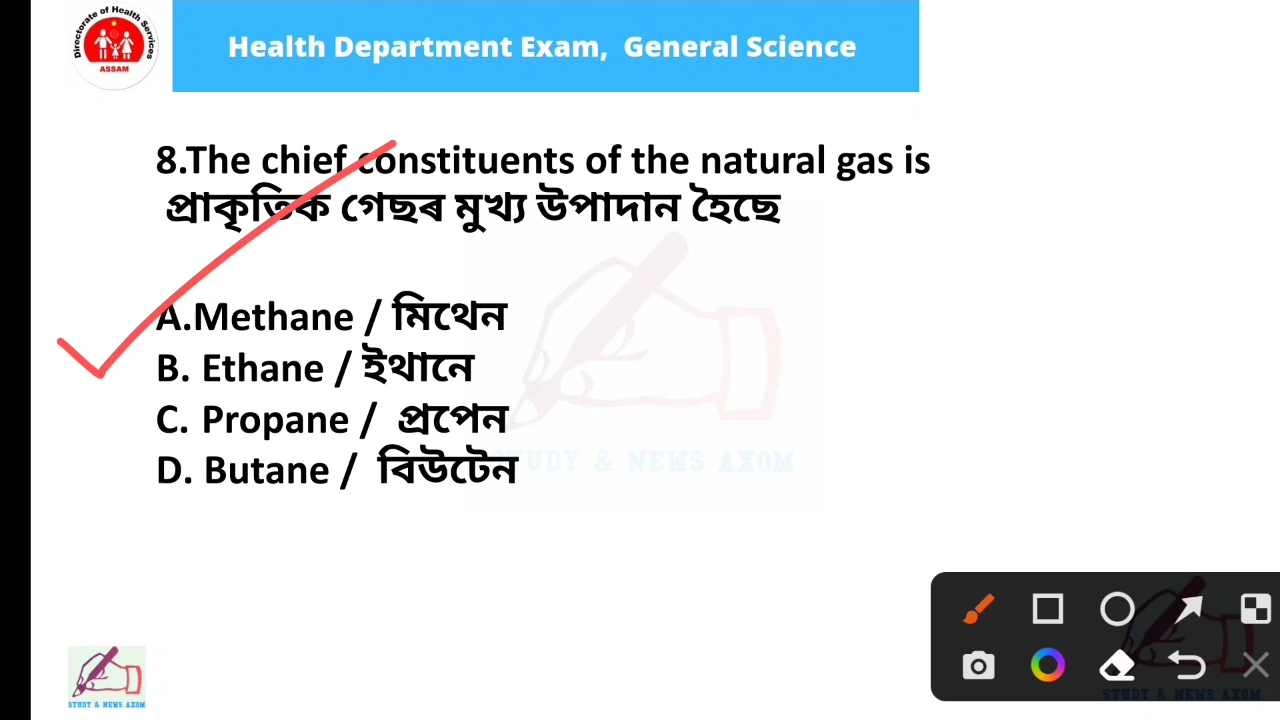 Directorate of Health Services
ASSAM
Health Department Exam, General Science
8.The chief constituents of the natural gas is
প্ৰাকৃতিক গেছৰ মুখ্য উপাদান হৈছে
A.Methane / মিথেন
B. Ethane / ইথানে
C. Propane / প্ৰপেন
D. Butane / বিউটেন
STUDY & NEWS AXOM
STUDY & NEWS AXOM
STUDY & NEWS AXOM